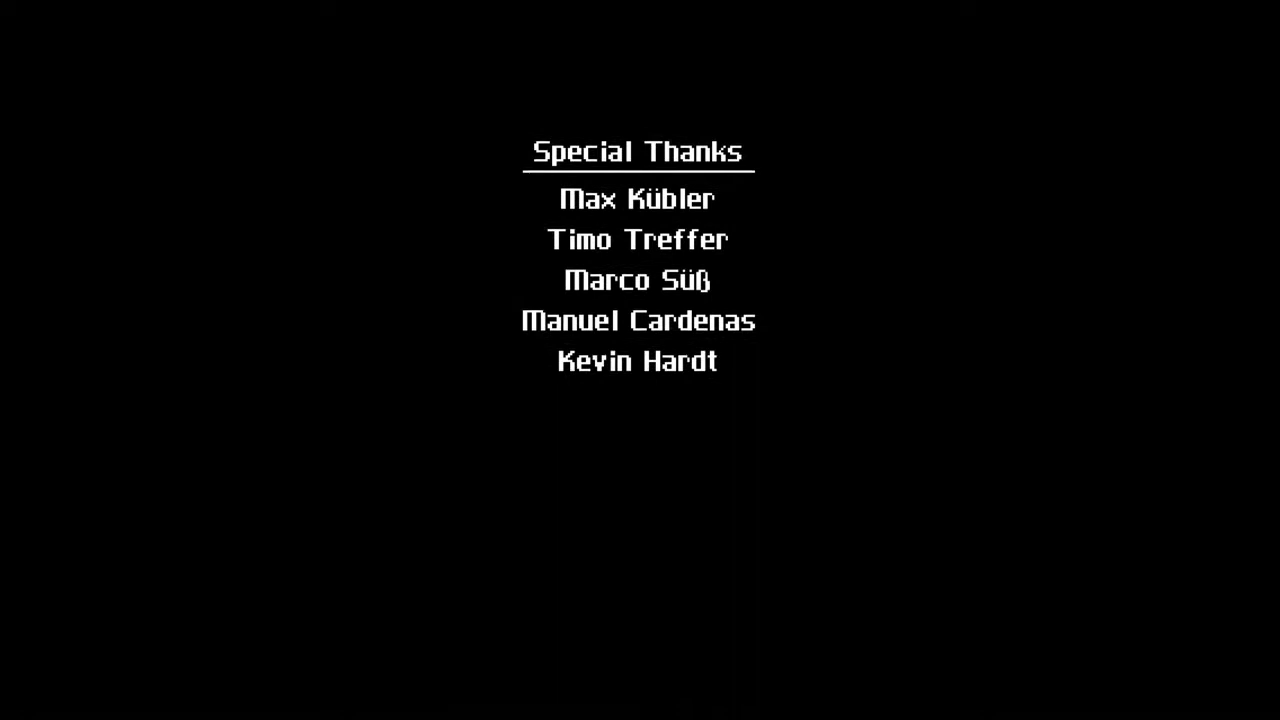 Special Thanks
Max Kübler
Timo Treffer
Marco Süß
Manuel Cardenas
Kevin Hardt